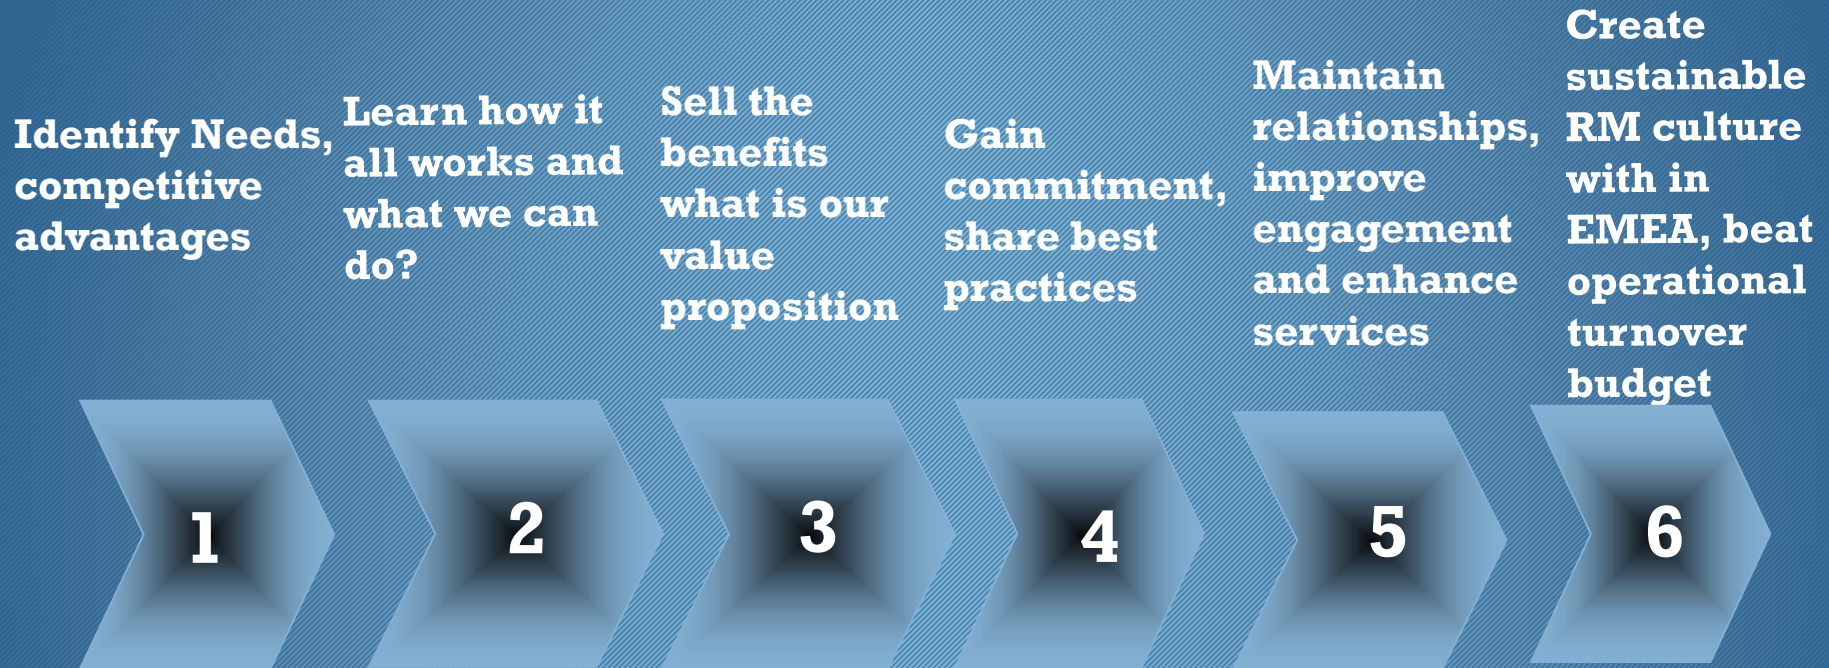 Identify Needs,
competitive
advantages
Learn how it
all works and
what we can
do?
Sell the
benefits
what is our
value
proposition
Gain
commitment,
share best
practices
Maintain
relationships,
improve
engagement
and enhance
services
Create
sustainable
RM culture
with in
EMEA, beat
operational
turnover
budget
1
2
3
4
5
6